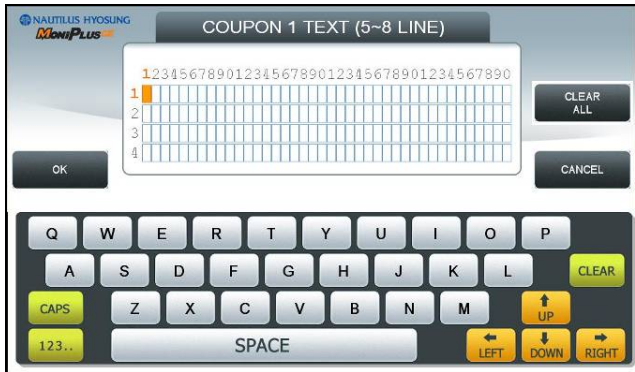 NAUTILUS HYOSUNG
MoniPlusCE
COUPON 1 TEXT (5~8 LINE)
1234567890123456789012345678901234567890
1
2
3
4
CLEAR ALL
OK
CANCEL
Q W E R T Y U I O P
A S D F G H J K L CLEAR
CAPS Z X C V B N M UP
123.. SPACE LEFT DOWN RIGHT